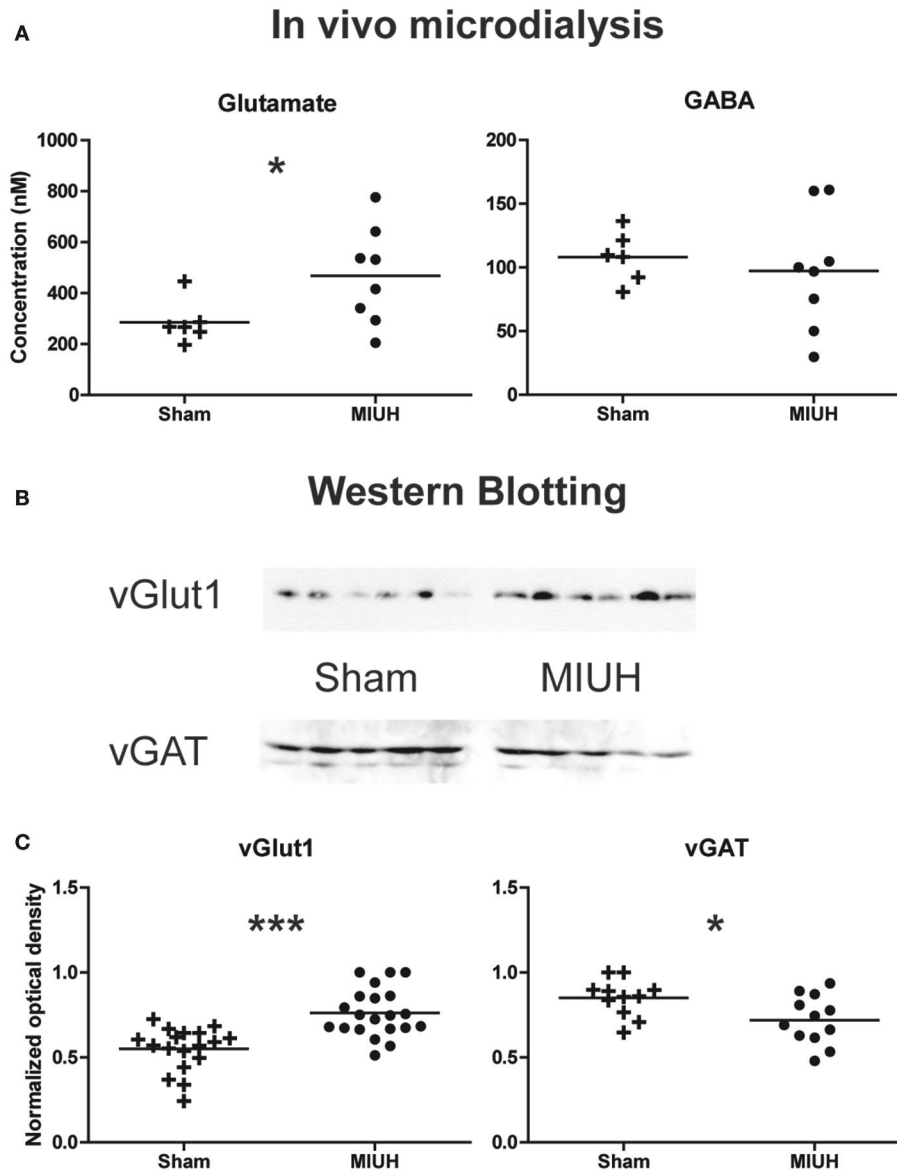 A
In vivo microdialysis
Glutamate
Concentration (nM)
1000
800
600
400
200
0
*
Sham
MIUH
GABA
200
150
100
50
0
Sham
MIUH
B
Western Blotting
vGlut1
Sham
MIUH
vGAT
C
vGlut1
Normalized optical density
1.5
1.0
0.5
0.0
***
Sham
MIUH
vGAT
1.5
1.0
0.5
0.0
*
Sham
MIUH